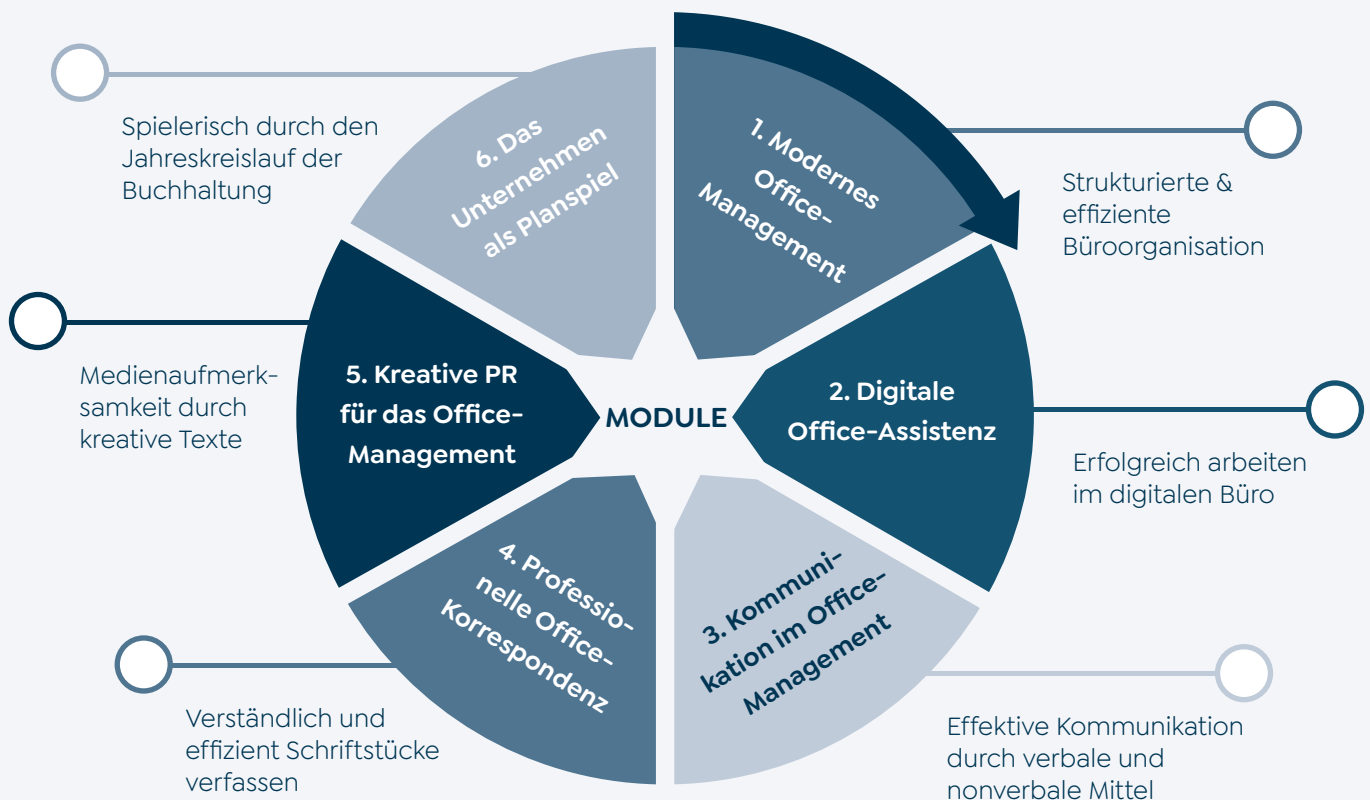 1. Modernes
Office-
Management
Strukturierte &
effiziente
Büroorganisation
2. Digitale
Office-Assistenz
Erfolgreich arbeiten
im digitalen Büro
3. Kommuni-
kation im Office-
Management
Effektive Kommunikation
durch verbale und
nonverbale Mittel
4. Professio-
nelle Office-
Korrespondenz
Verständlich und
effizient Schriftstücke
verfassen
5. Kreative PR
für das Office-
Management
Medienaufmerk-
samkeit durch
kreative Texte
6. Das
Unternehmen
als Planspiel
Spielerisch durch den
Jahreskreislauf der
Buchhaltung
MODULE